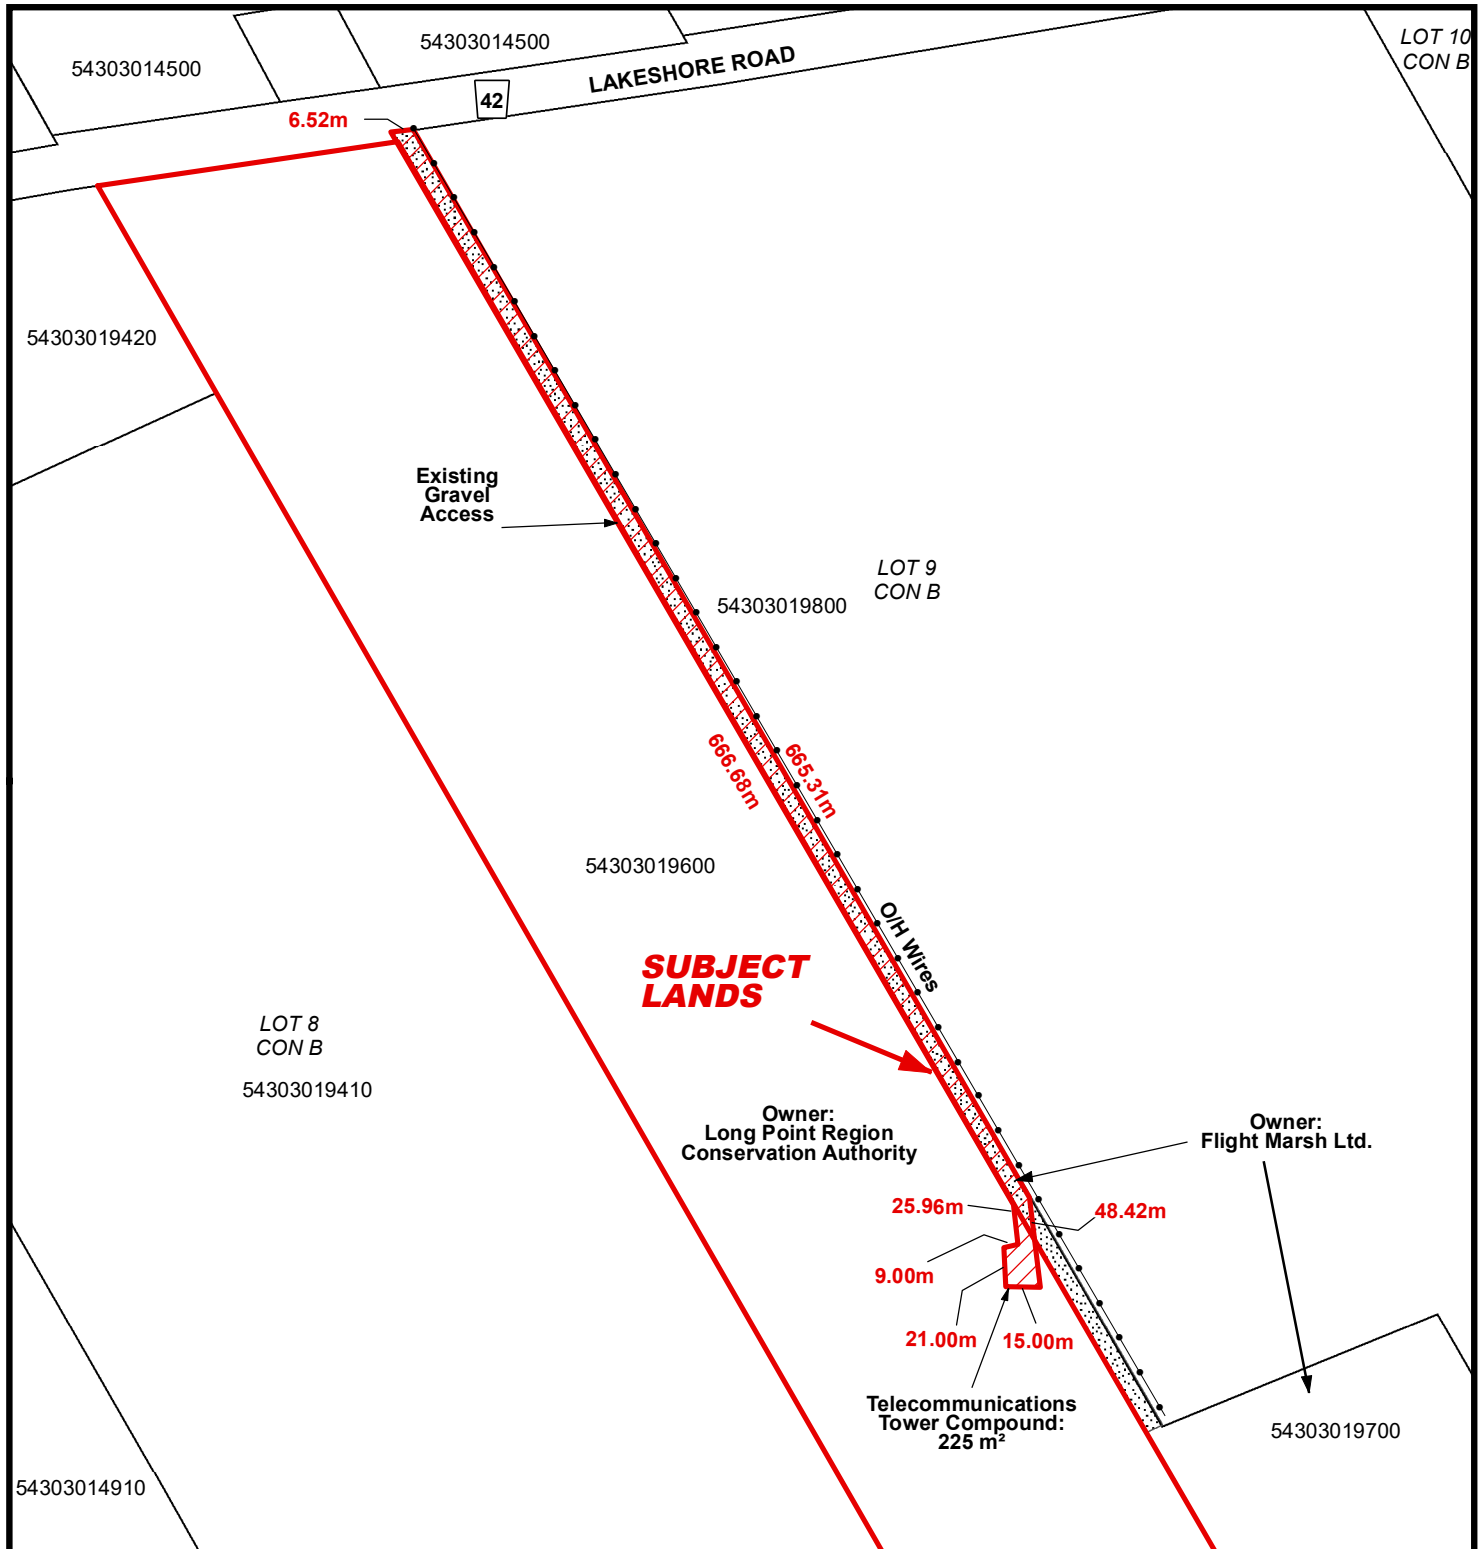 54303014500
54303014500
LAKESHORE ROAD
LOT 10
CON B
42
6.52m
54303019420
Existing
Gravel
Access
LOT 9
CON B
54303019800
666.68m
665.31m
54303019600
O/H Wires
SUBJECT
LANDS
LOT 8
CON B
54303019410
Owner:
Long Point Region
Conservation Authority
Owner:
Flight Marsh Ltd.
25.96m
48.42m
9.00m
21.00m
15.00m
Telecommunications
Tower Compound:
225 m²
54303019700
54303014910